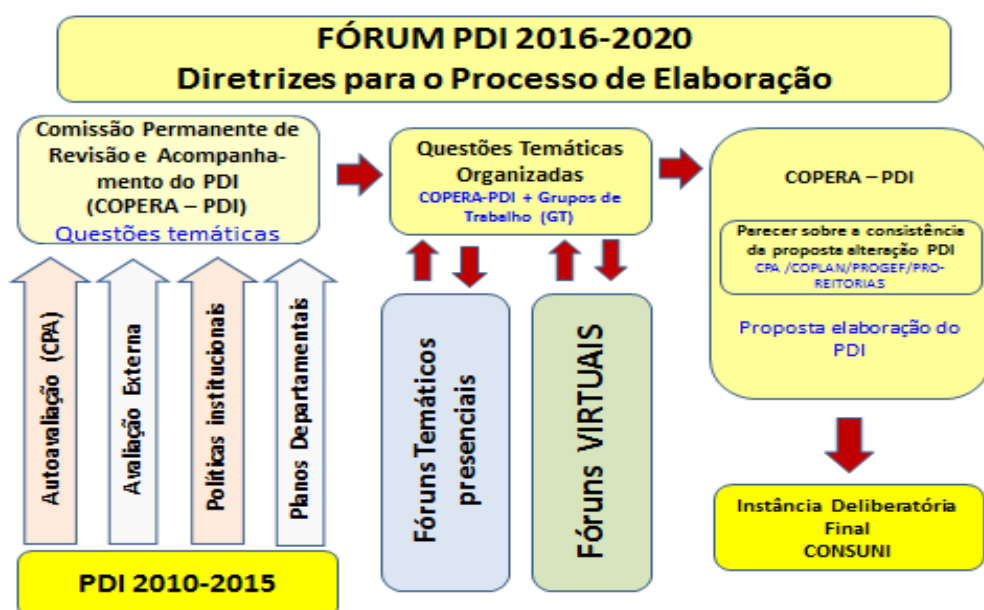 FÓRUM PDI 2016-2020
Diretrizes para o Processo de Elaboração
Comissão Permanente de
Revisão e Acompanha-
mento do PDI
(COPERA – PDI)
Questões temáticas
Questões Temáticas
Organizadas
COPERA-PDI + Grupos de
Trabalho (GT)
COPERA – PDI
Parecer sobre a consistência
da proposta alteração PDI
CPA /COPLAN/PROGEF/PRO-
REITORIAS
Proposta elaboração do
PDI
Autoavaliação (CPA)
Avaliação Externa
Políticas institucionais
Planos Departamentais
Fóruns Temáticos
presenciais
Fóruns VIRTUAIS
Instância Deliberatória
Final
CONSUNI
PDI 2010-2015